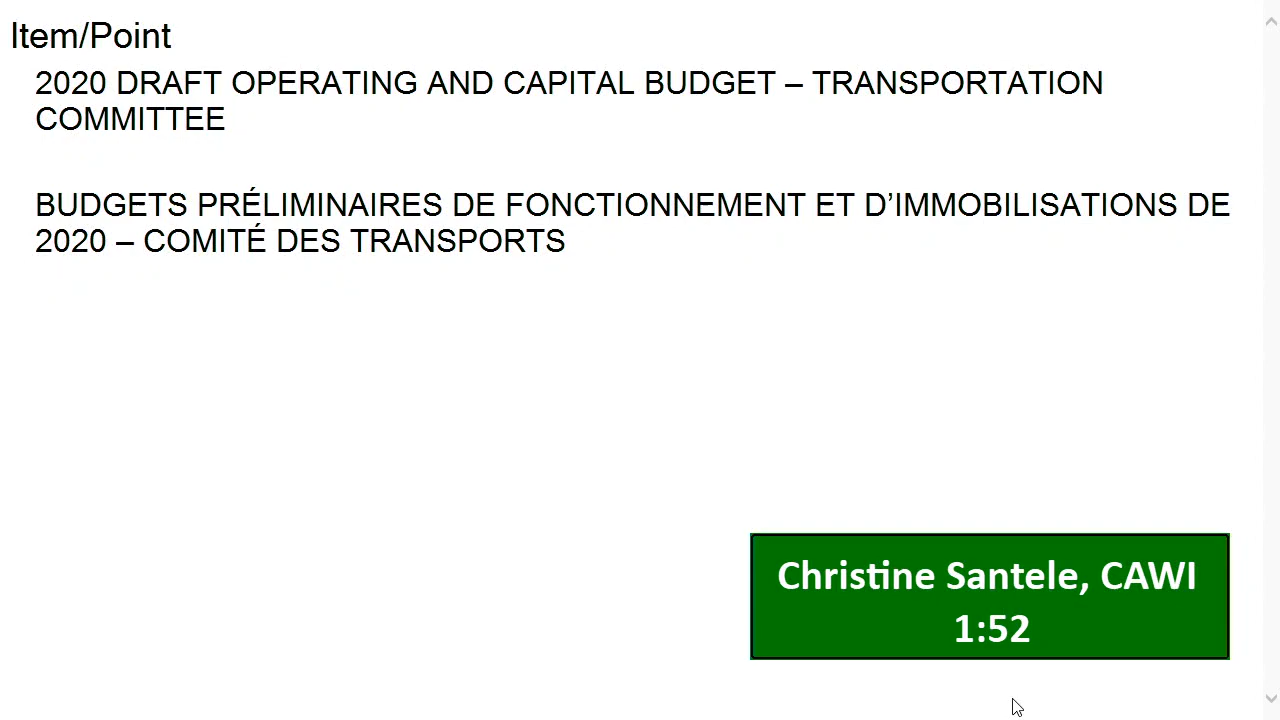 Item/Point
2020 DRAFT OPERATING AND CAPITAL BUDGET – TRANSPORTATION
COMMITTEE
BUDGETS PRÉLIMINAIRES DE FONCTIONNEMENT ET D’IMMOBILISATIONS DE
2020 – COMITÉ DES TRANSPORTS
Christine Santele, CAWI
1:52